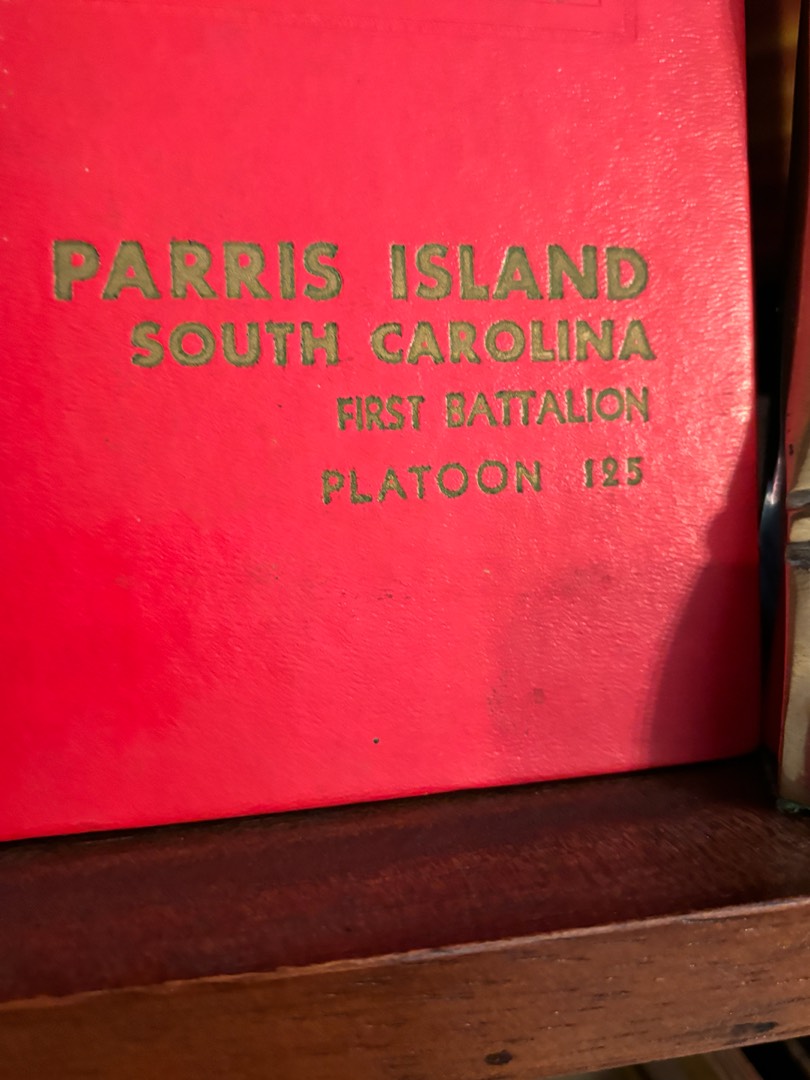 PARRIS ISLAND
SOUTH CAROLINA
FIRST BATTALION
PLATOON 125